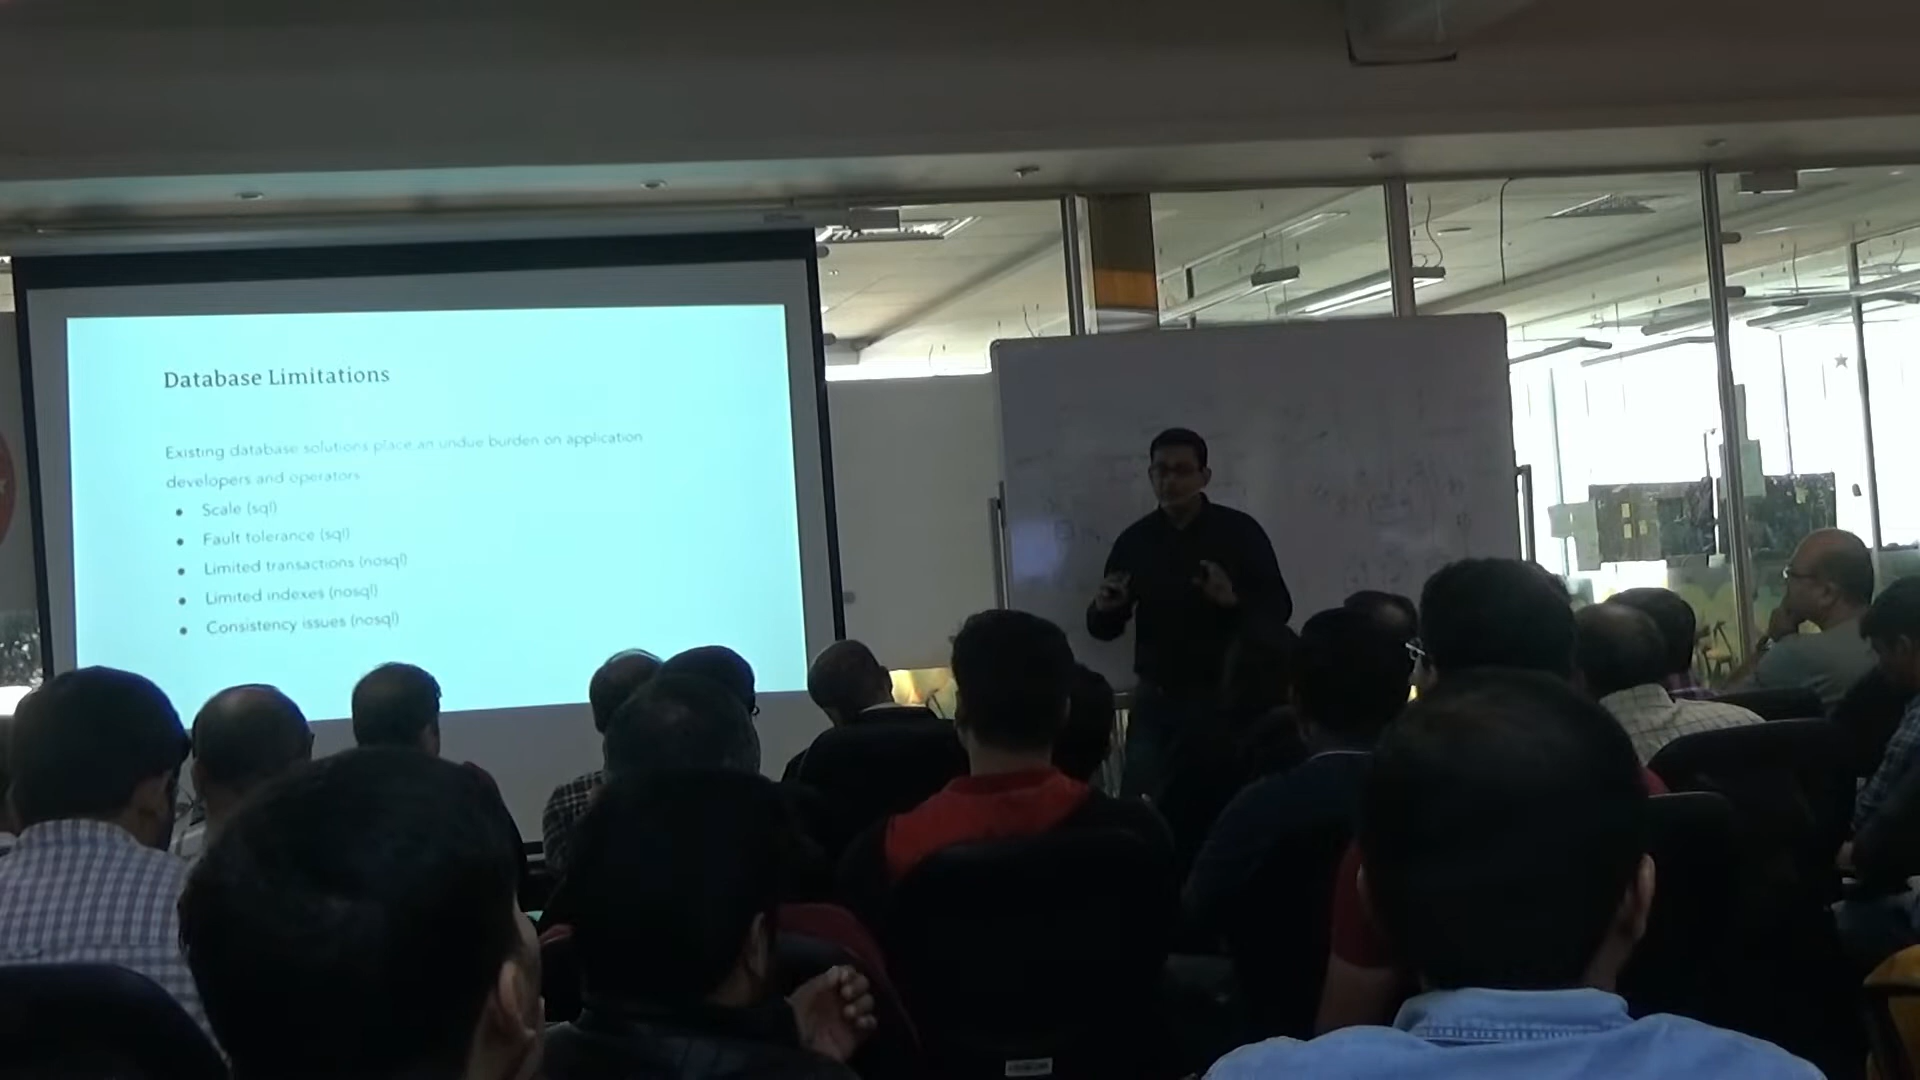 Database Limitations
Existing database solutions place an undue burden on application
developers and operators
Scale (sql)
Fault tolerance (sql)
Limited transactions (nosql)
Limited indexes (nosql)
Consistency issues (nosql)